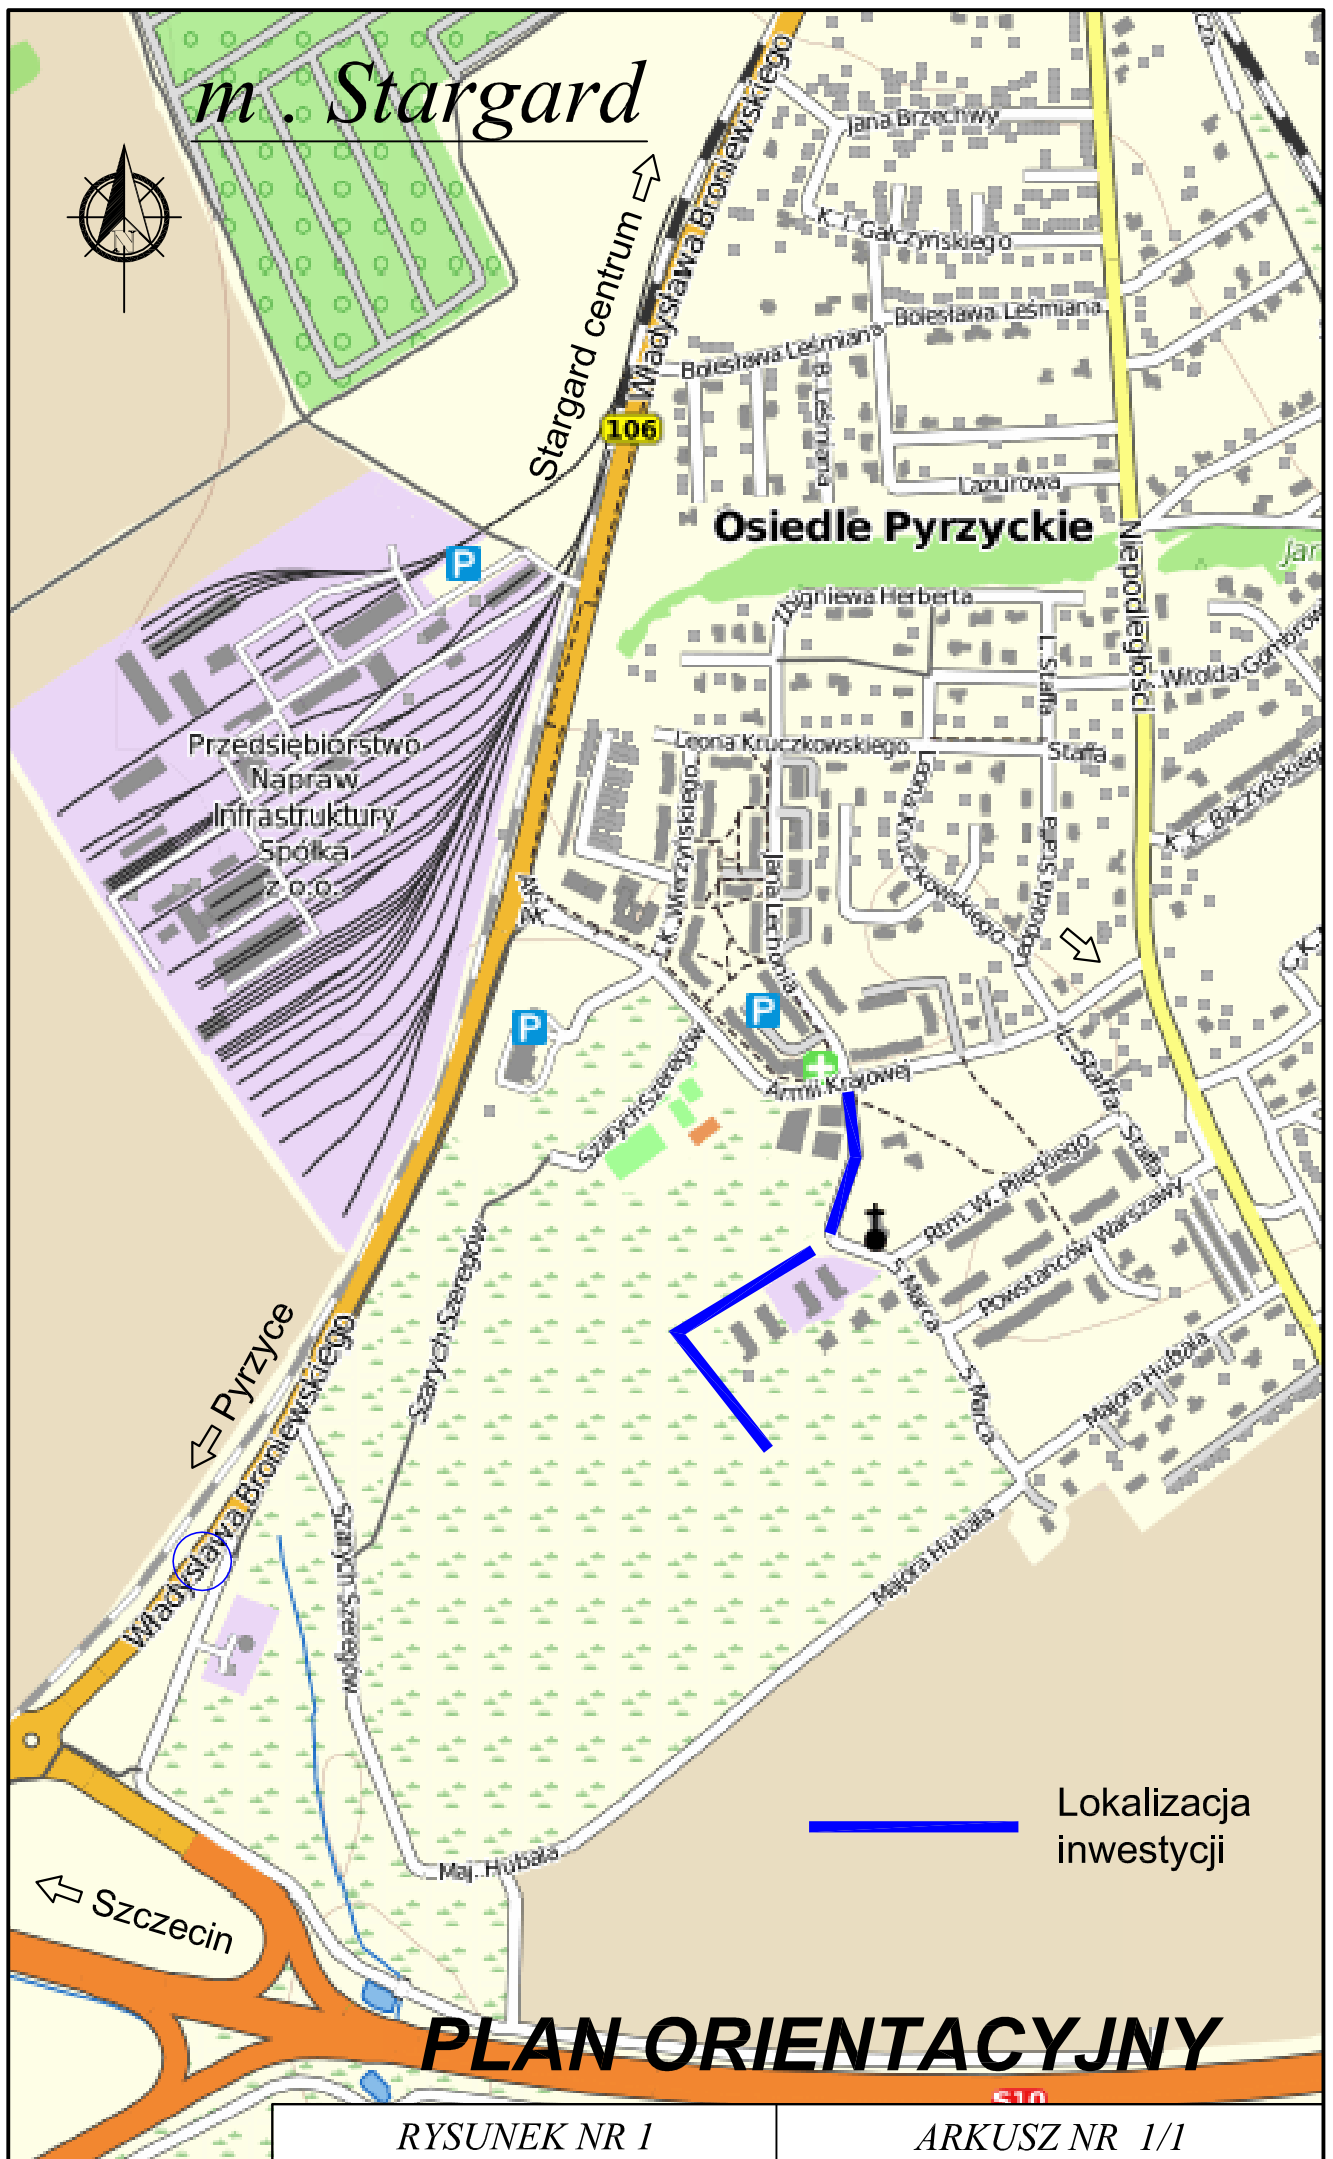 m . Stargard
N
Stargard centrum
Władysława Broniewskiego
Jana Brzechwy
K. I. Gałczyńskiego
Bolesława Leśmiana
Bolesława Leśmiana
B. Leśmiana
106
Lazurowa
Osiedle Pyrzyckie
Niepodległości
Zbigniewa Herberta
L. Staffa
Witolda
P
Przedsiębiorstwo
Napraw
Infrastruktury
Spółka
z o.o.
Leona Kruczkowskiego
Staffa
K. K. Baczyńskiego
K. Wierzyńskiego
Jana Lechonia
Leona Kruczkowskiego
Leopolda Staffa
P
P
Armii Krajowej
L. Staffa
Szarych Szeregów
Staffa
Rtm. W. Pileckiego
Powstańców Warszawy
5. Marca
5. Marca
Majora Hubala
Szarych Szeregów
Pyrzyce
Władysława Broniewskiego
Szarych Szeregów
Majora Hubala
Maj. Hubala
Lokalizacja
inwestycji
Szczecin
PLAN ORIENTACYJNY
S10
RYSUNEK NR 1
ARKUSZ NR 1/1